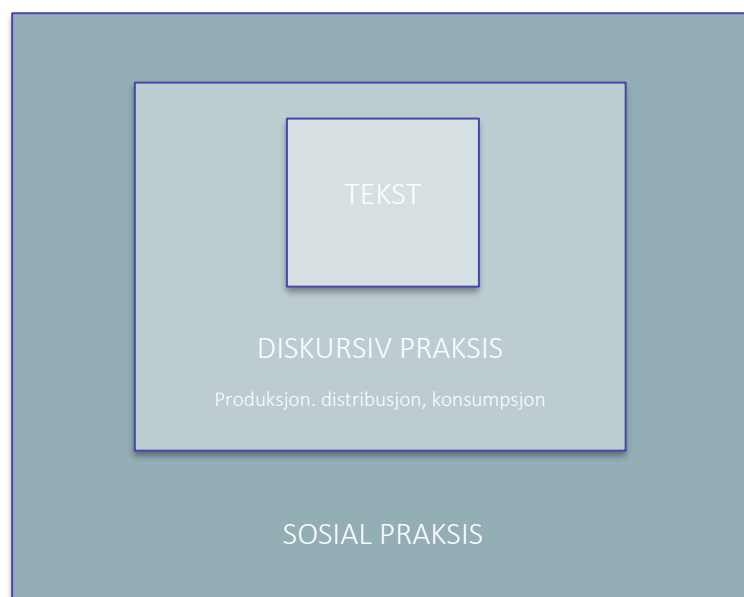 TEKST
DISKURSIV PRAKSIS
Produksjon. distribusjon, konsumpsjon
SOSIAL PRAKSIS